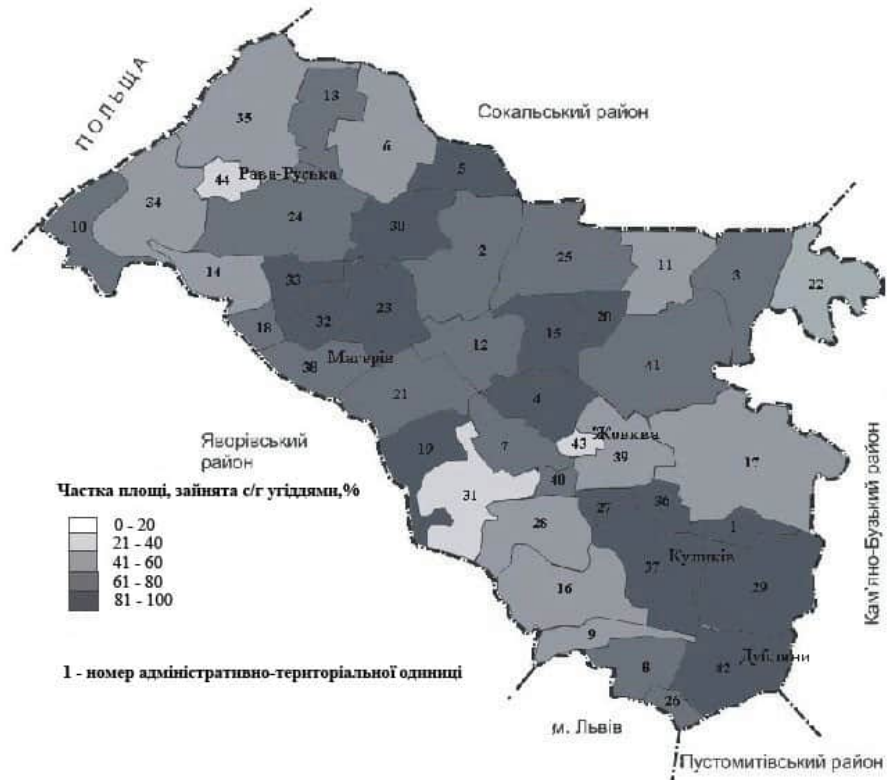 ПОЛЬЩА
Сокальський район
13
35
6
5
44
Рава-Руська
34
10
24
30
2
25
11
3
22
14
33
32
23
18
15
20
12
41
Магерів
38
21
4
Яворівський
район
19
7
43
Жовква
39
17
31
40
27
36
28
1
37
Куликів
29
16
9
8
42
Дубляни
26
Кам'яно-Бузький район
Частка площі, зайнята с/г угіддями,%
0 - 20
21 - 40
41 - 60
61 - 80
81 - 100
1 - номер адміністративно-територіальної одиниці
м. Львів
Пустомитівський район